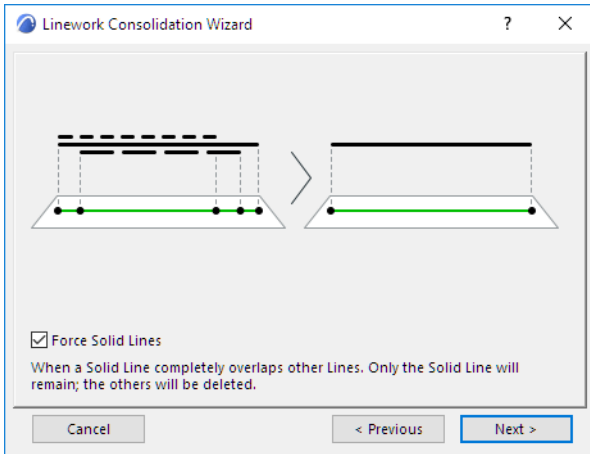 Linework Consolidation Wizard
?
Force Solid Lines
When a Solid Line completely overlaps other Lines. Only the Solid Line will
remain; the others will be deleted.
Cancel
< Previous
Next >